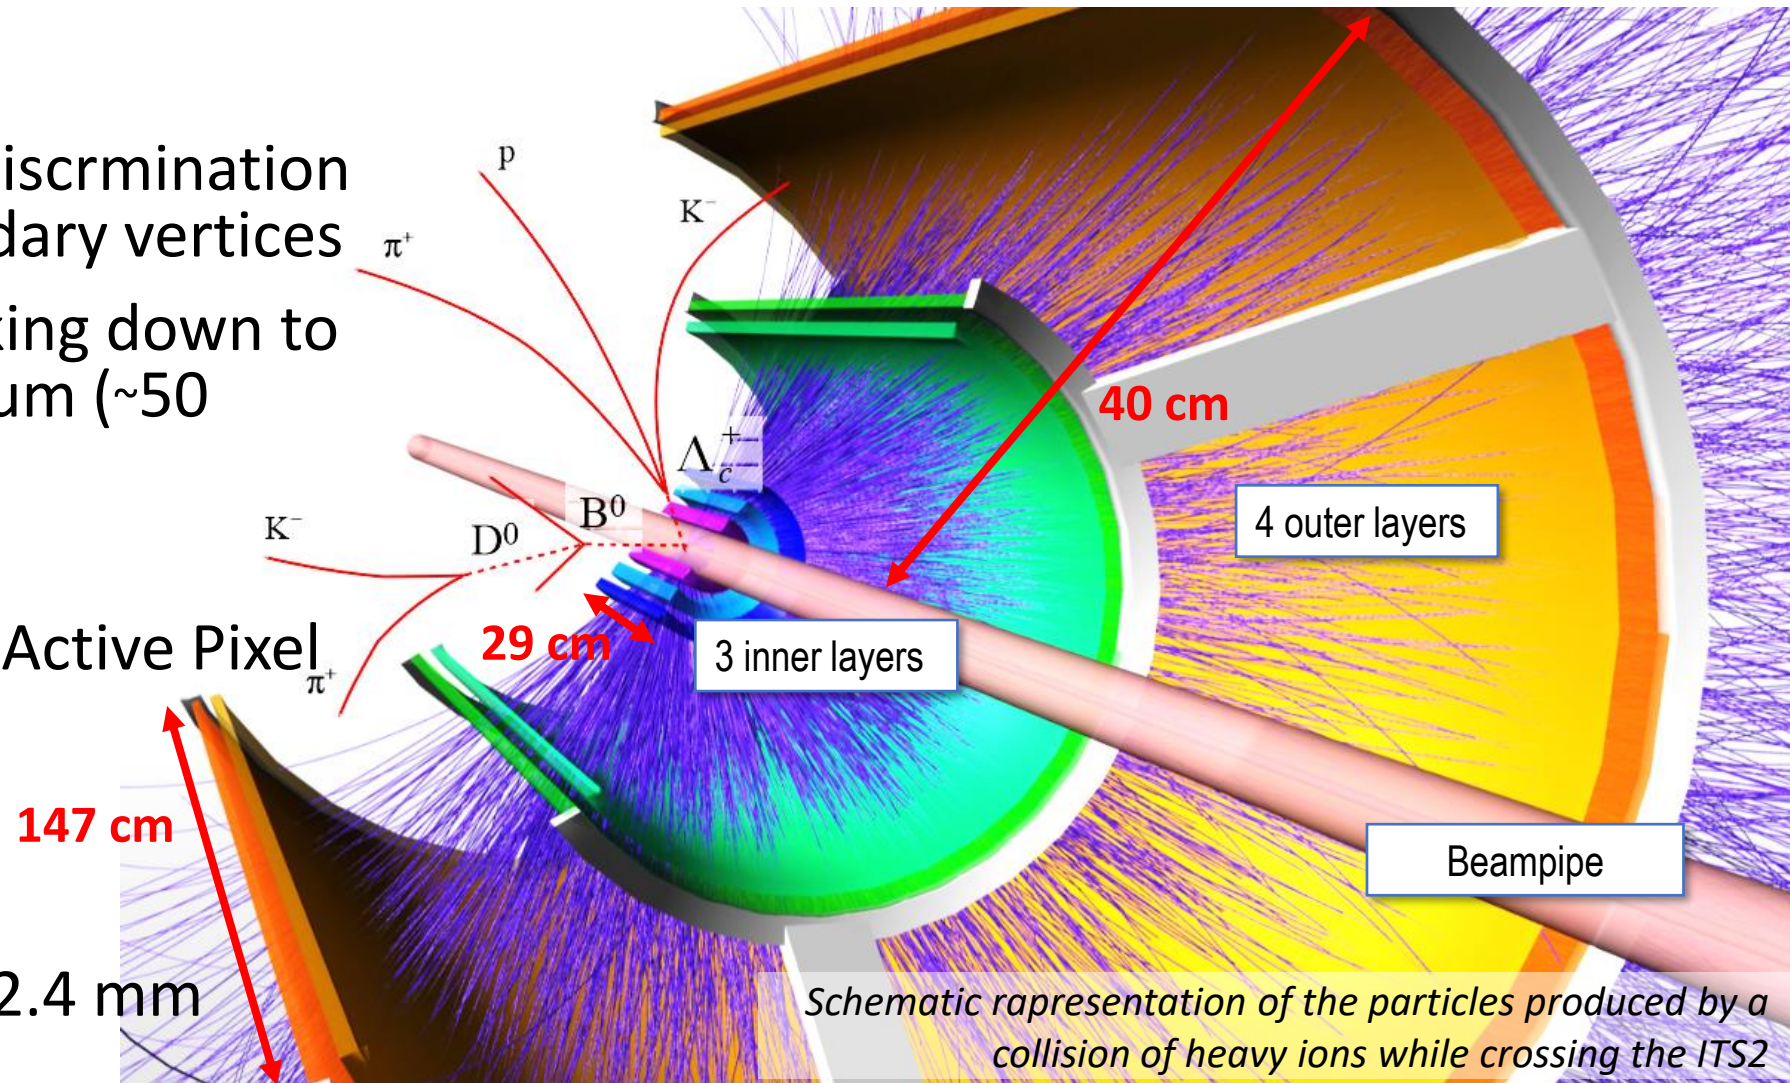 iscrmination
dary vertices
king down to
um (~50
Active Pixel
2.4 mm
p
K⁻
π⁺
Λc⁺
B⁰
D⁰
K⁻
π⁺
40 cm
4 outer layers
29 cm
3 inner layers
147 cm
Beampipe
Schematic rapresentation of the particles produced by a
collision of heavy ions while crossing the ITS2